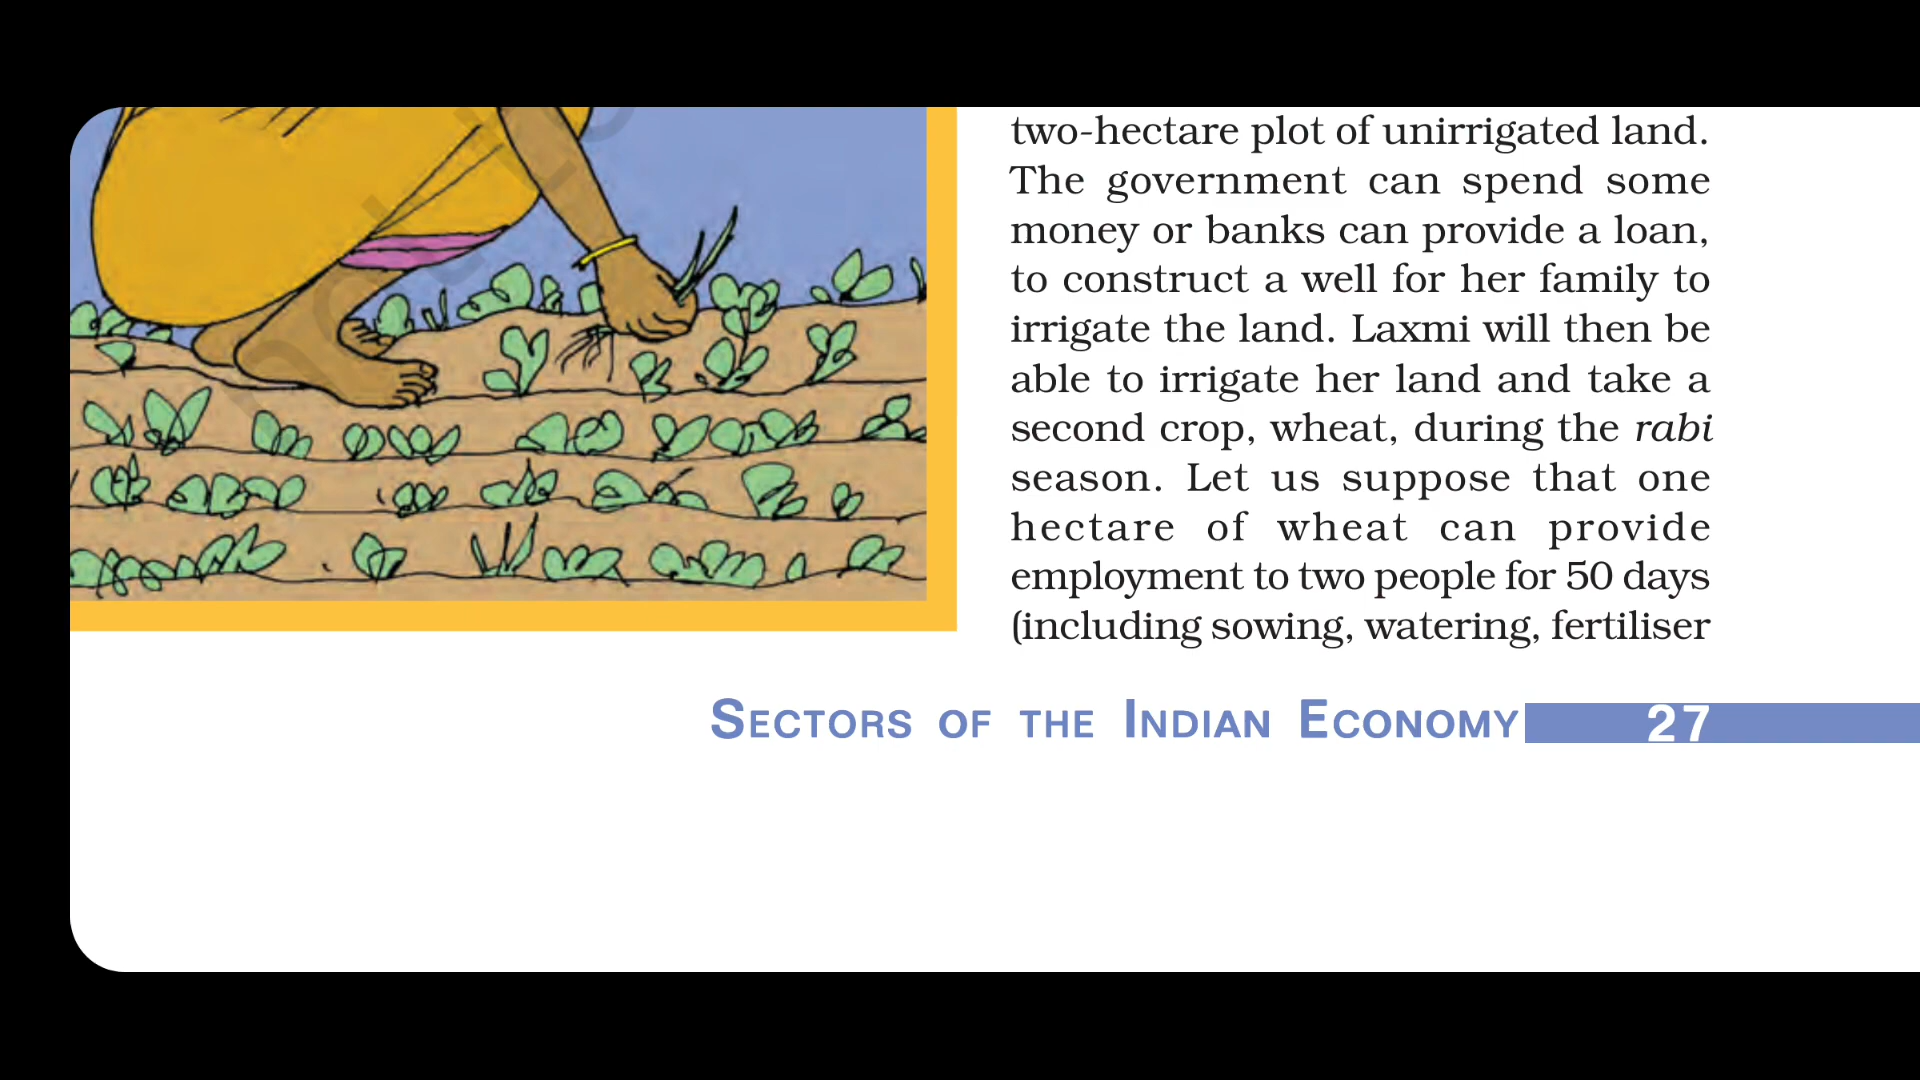 two-hectare plot of unirrigated land.
The government can spend some
money or banks can provide a loan,
to construct a well for her family to
irrigate the land. Laxmi will then be
able to irrigate her land and take a
second crop, wheat, during the rabi
season. Let us suppose that one
hectare of wheat can provide
employment to two people for 50 days
(including sowing, watering, fertiliser
SECTORS OF THE INDIAN ECONOMY 27